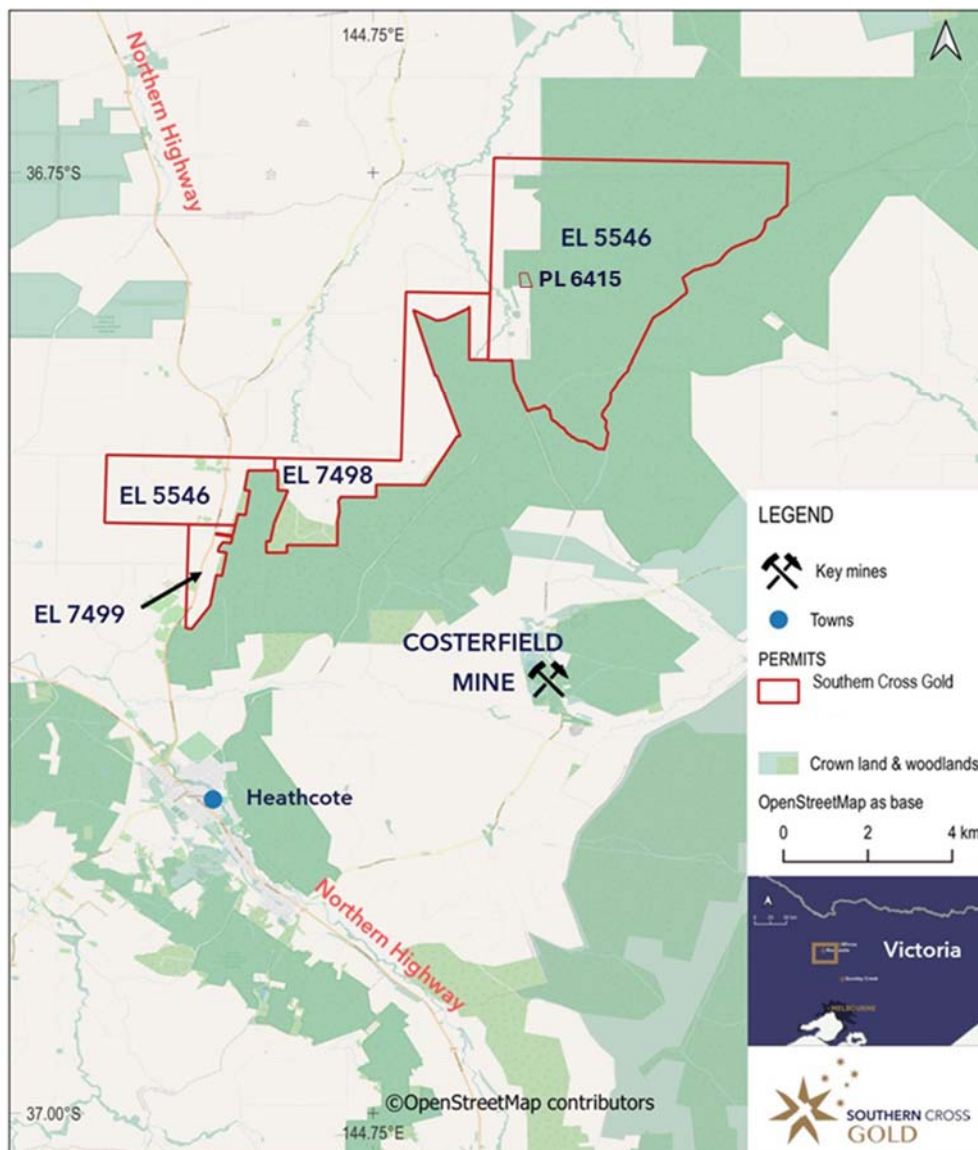 144.75°E
Northern Highway
36.75°S
EL 5546
PL 6415
EL 7498
EL 5546
EL 7499
COSTERFIELD
MINE
Heathcote
Northern Highway
37.00°S
144.75°E
©OpenStreetMap contributors
LEGEND
Key mines
Towns
PERMITS
Southern Cross Gold
Crown land & woodlands
OpenStreetMap as base
0 2 4 km
Victoria
MELBOURNE
SOUTHERN CROSS
GOLD